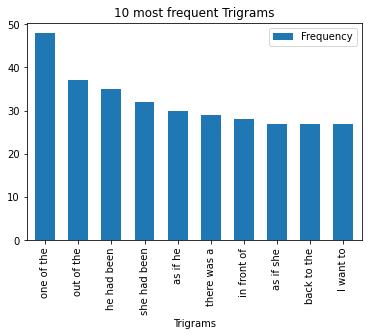 10 most frequent Trigrams
Frequency
50
40
30
20
10
0
one of the
out of the
he had been
she had been
as if he
there was a
in front of
as if she
back to the
I want to
Trigrams